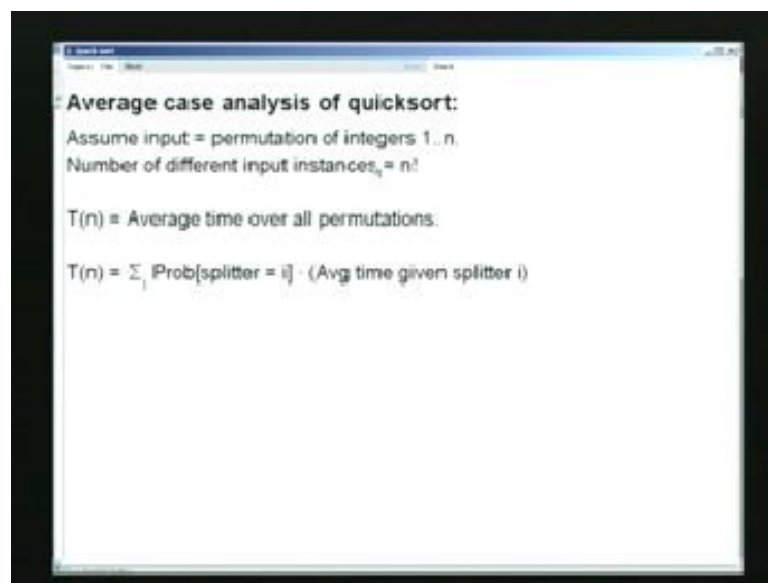 Average case analysis of quicksort:
Assume input = permutation of integers 1..n.
Number of different input instances = n!
T(n) = Average time over all permutations.
T(n) = Σi Prob[splitter = i] · (Avg time given splitter i)